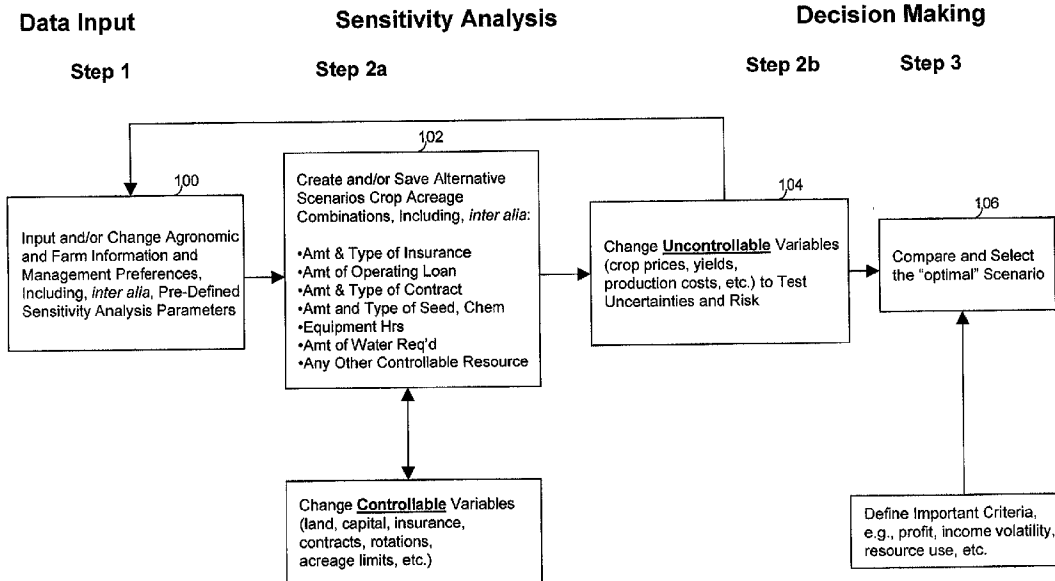 Data Input
Sensitivity Analysis
Decision Making
Step 1
Step 2a
Step 2b
Step 3
100
Input and/or Change Agronomic
and Farm Information and
Management Preferences,
Including, inter alia, Pre-Defined
Sensitivity Analysis Parameters
102
Create and/or Save Alternative
Scenarios Crop Acreage
Combinations, Including, inter alia:
•Amt & Type of Insurance
•Amt of Operating Loan
•Amt & Type of Contract
•Amt and Type of Seed, Chem
•Equipment Hrs
•Amt of Water Req'd
•Any Other Controllable Resource
104
Change Uncontrollable Variables
(crop prices, yields,
production costs, etc.) to Test
Uncertainties and Risk
106
Compare and Select
the "optimal" Scenario
Change Controllable Variables
(land, capital, insurance,
contracts, rotations,
acreage limits, etc.)
Define Important Criteria,
e.g., profit, income volatility,
resource use, etc.